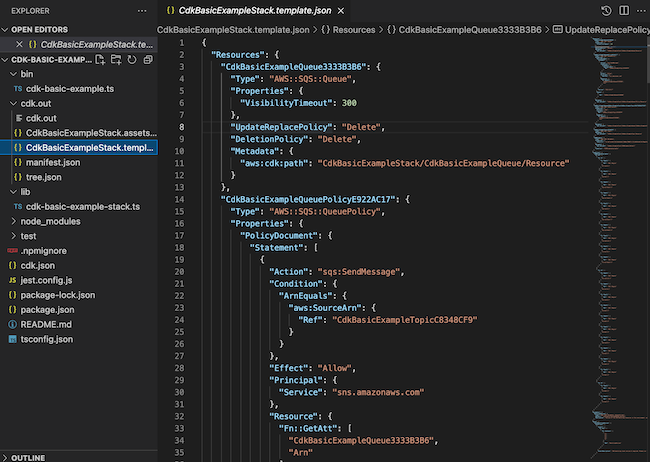 EXPLORER
OPEN EDITORS
{} CdkBasicExampleStack.te...
CDK-BASIC-EXAMP...
bin
TS cdk-basic-example.ts
cdk.out
cdk.out
{} CdkBasicExampleStack.assets...
{} CdkBasicExampleStack.templ...
{} manifest.json
{} tree.json
lib
TS cdk-basic-example-stack.ts
node_modules
test
.npmignore
{} cdk.json
JS jest.config.js
{} package-lock.json
{} package.json
README.md
tsconfig.json
OUTLINE
{} CdkBasicExampleStack.template.json
CdkBasicExampleStack.template.json > {} Resources > {} CdkBasicExampleQueue3333B3B6 > UpdateReplacePolicy
1 {
2 "Resources": {
3 "CdkBasicExampleQueue3333B3B6": {
4 "Type": "AWS::SQS::Queue",
5 "Properties": {
6 "VisibilityTimeout": 300
7 },
8 "UpdateReplacePolicy": "Delete",
9 "DeletionPolicy": "Delete",
10 "Metadata": {
11 "aws:cdk:path": "CdkBasicExampleStack/CdkBasicExampleQueue/Resource"
12 }
13 },
14 "CdkBasicExampleQueuePolicyE922AC17": {
15 "Type": "AWS::SQS::QueuePolicy",
16 "Properties": {
17 "PolicyDocument": {
18 "Statement": [
19 {
20 "Action": "sqs:SendMessage",
21 "Condition": {
22 "ArnEquals": {
23 "aws:SourceArn": {
24 "Ref": "CdkBasicExampleTopicC8348CF9"
25 }
26 }
27 },
28 "Effect": "Allow",
29 "Principal": {
30 "Service": "sns.amazonaws.com"
31 },
32 "Resource": {
33 "Fn::GetAtt": [
34 "CdkBasicExampleQueue3333B3B6",
35 "Arn"